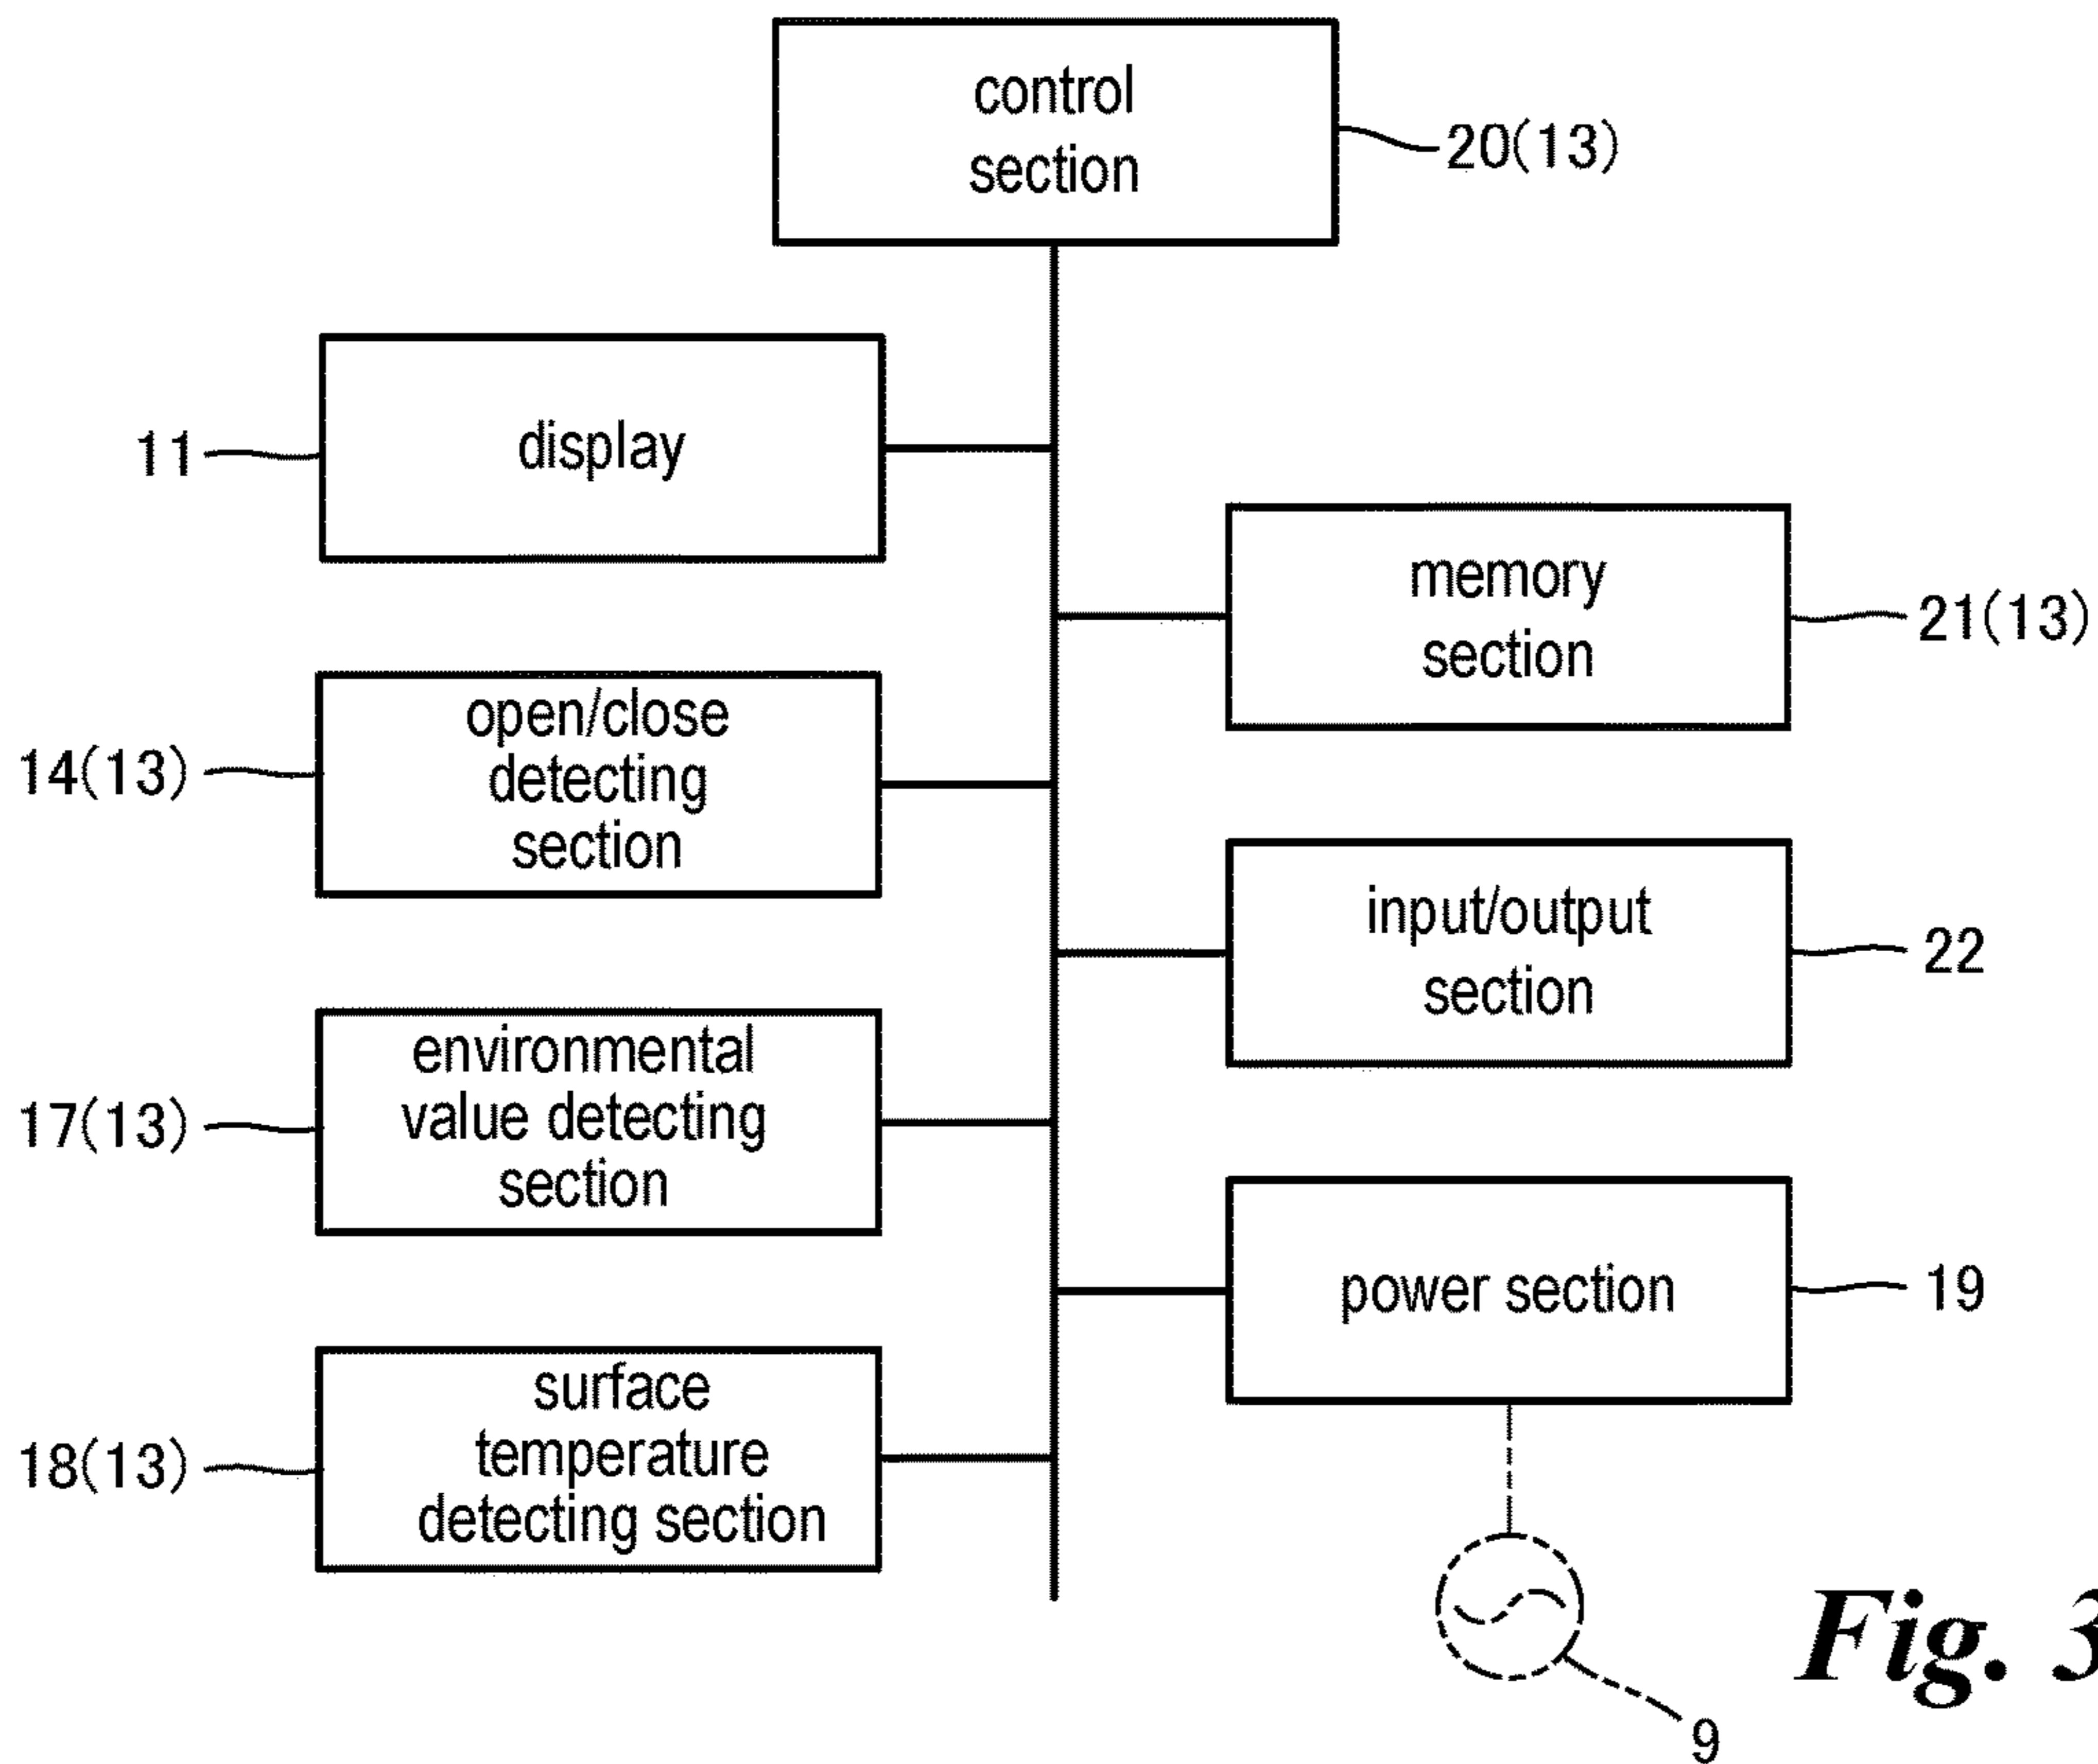 control
section
20(13)
display
11
memory
section
21(13)
open/close
detecting
section
14(13)
input/output
section
22
environmental
value detecting
section
17(13)
power section
19
surface
temperature
detecting section
18(13)
9
Fig. 3